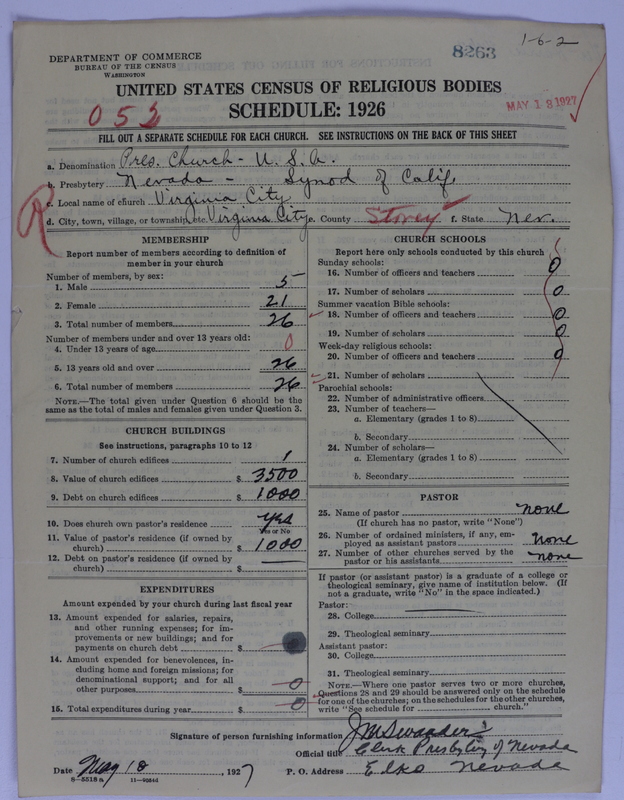 1-6-2
8263
DEPARTMENT OF COMMERCE
BUREAU OF THE CENSUS
WASHINGTON
UNITED STATES CENSUS OF RELIGIOUS BODIES
SCHEDULE: 1926
MAY 18 1927
053
FILL OUT A SEPARATE SCHEDULE FOR EACH CHURCH. SEE INSTRUCTIONS ON THE BACK OF THIS SHEET
a. Denomination Pres. Church - U. S. A.
b. Presbytery Nevada - Synod of Calif
c. Local name of church Virginia City
d. City, town, village, or township, etc. Virginia City e. County Storey f. State Nev.
R
MEMBERSHIP
Report number of members according to definition of
member in your church
Number of members, by sex:
1. Male 5
2. Female 21
3. Total number of members 26
Number of members under and over 13 years old:
4. Under 13 years of age 0
5. 13 years old and over 26
6. Total number of members 26
NOTE.—The total given under Question 6 should be
the same as the total of males and females given under Question 3.
CHURCH BUILDINGS
See instructions, paragraphs 10 to 12
7. Number of church edifices 1
8. Value of church edifices $ 3500
9. Debt on church edifices $ 1000
10. Does church own pastor's residence Yes
Yes or No
11. Value of pastor's residence (if owned by
church) $ 1000
12. Debt on pastor's residence (if owned by
church) $ —
EXPENDITURES
Amount expended by your church during last fiscal year
13. Amount expended for salaries, repairs,
and other running expenses; for im-
provements or new buildings; and for
payments on church debt $
14. Amount expended for benevolences, in-
cluding home and foreign missions; for
denominational support; and for all
other purposes $ 0
15. Total expenditures during year $ 0
CHURCH SCHOOLS
Report here only schools conducted by this church
Sunday schools:
16. Number of officers and teachers 0
17. Number of scholars 0
Summer vacation Bible schools:
18. Number of officers and teachers 0
19. Number of scholars 0
Week-day religious schools:
20. Number of officers and teachers 0
21. Number of scholars
Parochial schools:
22. Number of administrative officers
23. Number of teachers—
a. Elementary (grades 1 to 8)
b. Secondary
24. Number of scholars—
a. Elementary (grades 1 to 8)
b. Secondary
PASTOR
25. Name of pastor none
(If church has no pastor, write "None")
26. Number of ordained ministers, if any, em-
ployed as assistant pastors None
27. Number of other churches served by the
pastor or his assistants none
If pastor (or assistant pastor) is a graduate of a college or
theological seminary, give name of institution below. (If
not a graduate, write "No" in the space indicated.)
Pastor:
28. College
29. Theological seminary
Assistant pastor:
30. College
31. Theological seminary
NOTE.—Where one pastor serves two or more churches,
Questions 28 and 29 should be answered only on the schedule
for one of the churches; on the schedules for the other churches,
write "See schedule for church."
Signature of person furnishing information J M Swander
Official title Clerk Presbytery of Nevada
Date May 10, 1927 P. O. Address Elko Nevada
8-5518a 11-9564d